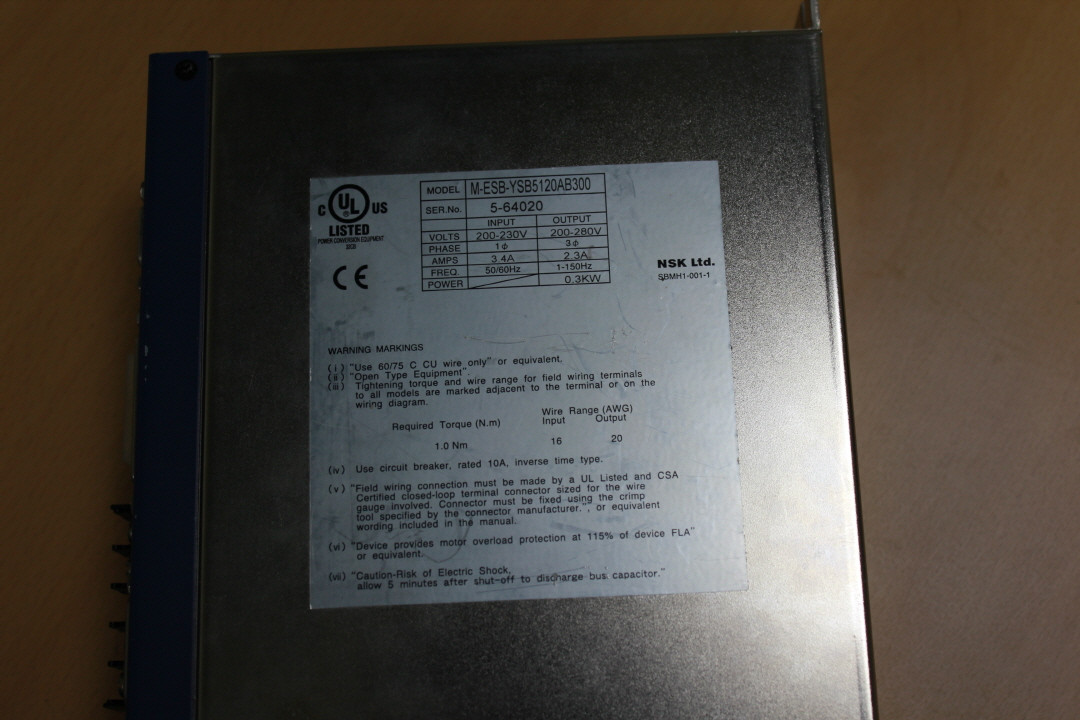 C UL US
LISTED
POWER CONVERSION EQUIPMENT
CE
MODEL M-ESB-YSB5120AB300
SER.No. 5-64020
INPUT OUTPUT
VOLTS 200-230V 200-280V
PHASE 1ϕ 3ϕ
AMPS 3.4A 2.3A
FREQ. 50/60Hz 1-150Hz
POWER 0.3KW
NSK Ltd.
SBMH1-001-1
WARNING MARKINGS
(i) "Use 60/75 C CU wire only" or equivalent.
(ii) "Open Type Equipment".
(iii) Tightening torque and wire range for field wiring terminals
to all models are marked adjacent to the terminal or on the
wiring diagram.
Wire Range (AWG)
Required Torque (N.m) Input Output
1.0 Nm 16 20
(iv) Use circuit breaker, rated 10A, inverse time type.
(v) "Field wiring connection must be made by a UL Listed and CSA
Certified closed-loop terminal connector sized for the wire
gauge involved. Connector must be fixed using the crimp
tool specified by the connector manufacturer.", or equivalent
wording included in the manual.
(vi) "Device provides motor overload protection at 115% of device FLA"
or equivalent.
(vii) "Caution-Risk of Electric Shock,
allow 5 minutes after shut-off to discharge bus capacitor."